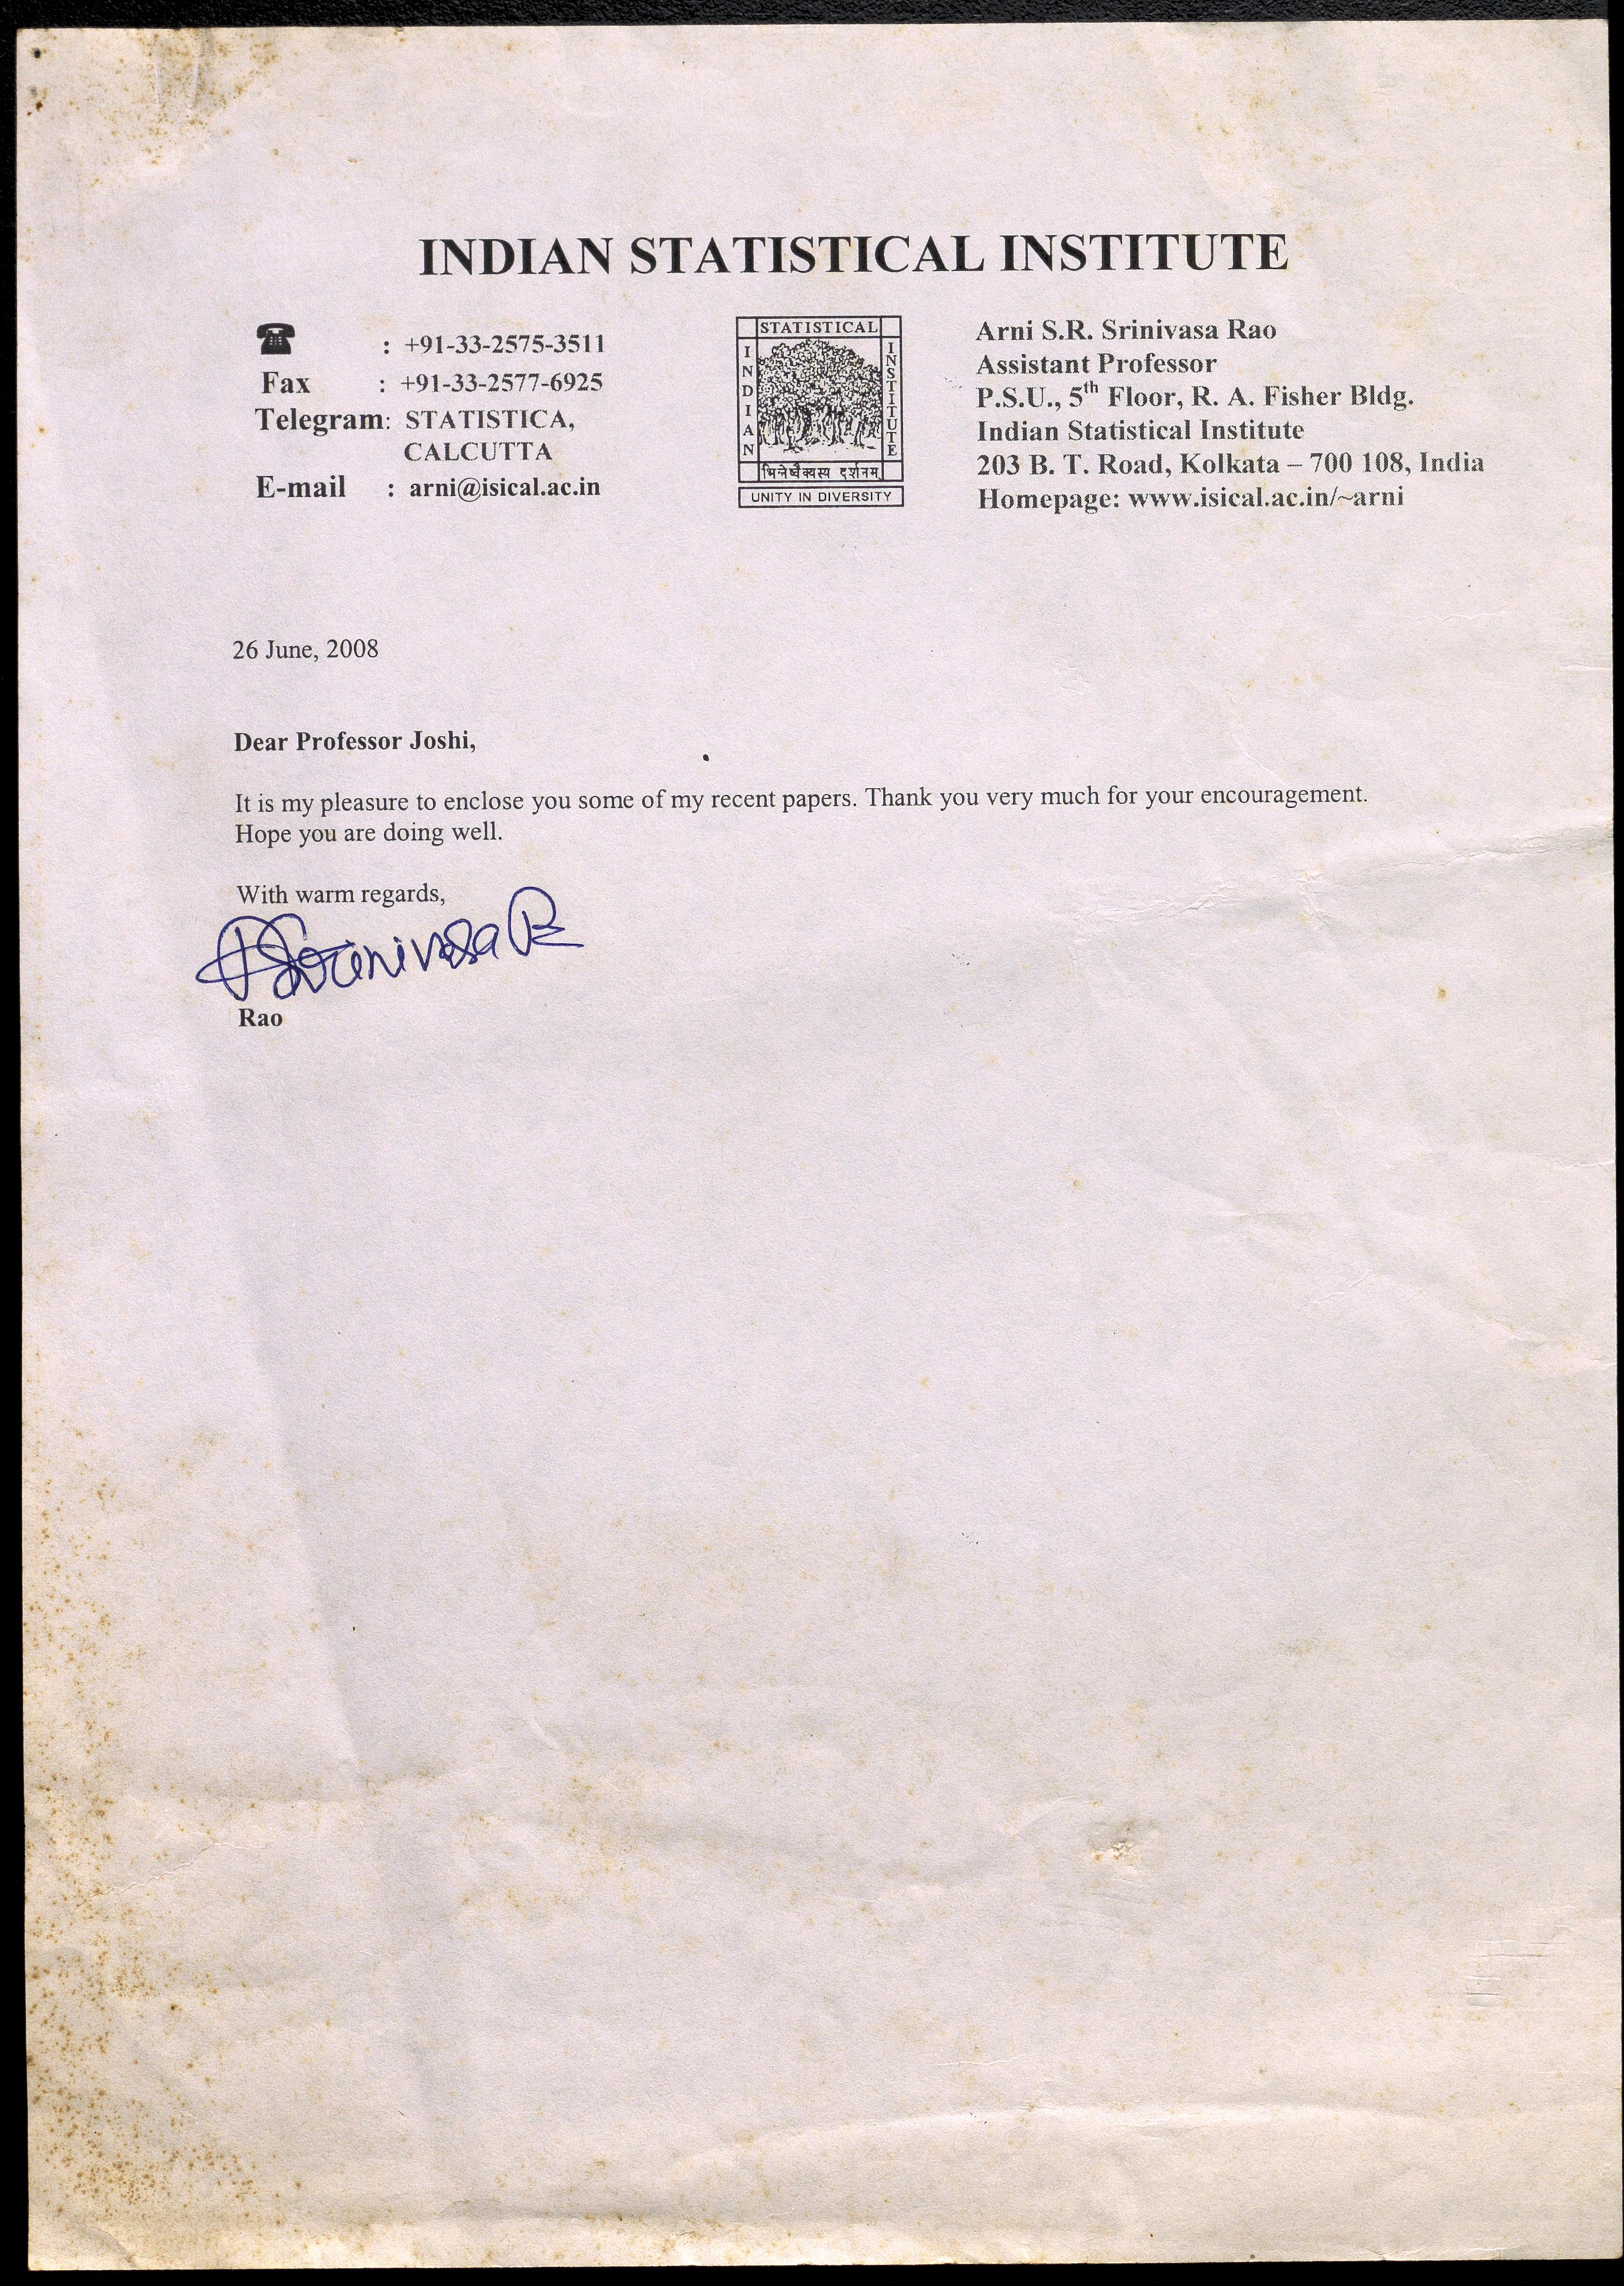 INDIAN STATISTICAL INSTITUTE
☎ : +91-33-2575-3511
Fax : +91-33-2577-6925
Telegram: STATISTICA,
CALCUTTA
E-mail : arni@isical.ac.in
STATISTICAL
INDIAN
INSTITUTE
भिन्नेष्वैक्यस्य दर्शनम्
UNITY IN DIVERSITY
Arni S.R. Srinivasa Rao
Assistant Professor
P.S.U., 5th Floor, R. A. Fisher Bldg.
Indian Statistical Institute
203 B. T. Road, Kolkata – 700 108, India
Homepage: www.isical.ac.in/~arni
26 June, 2008
Dear Professor Joshi,
It is my pleasure to enclose you some of my recent papers. Thank you very much for your encouragement.
Hope you are doing well.
With warm regards,
Srinivasa R
Rao